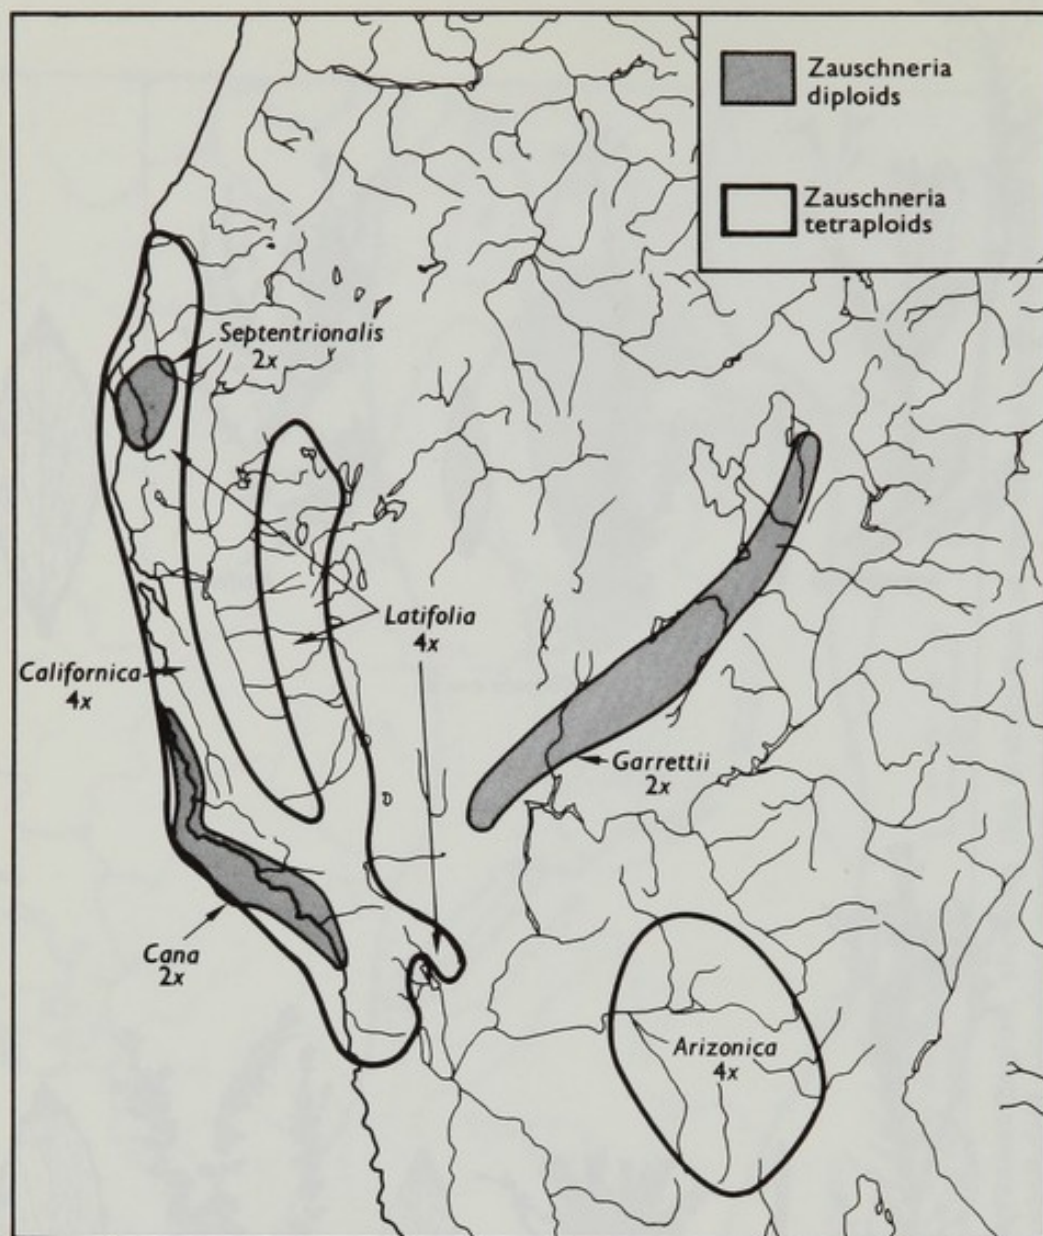 Zauschneria
diploids
Zauschneria
tetraploids
Septentrionalis
2x
Latifolia
4x
Californica
4x
Garrettii
2x
Cana
2x
Arizonica
4x